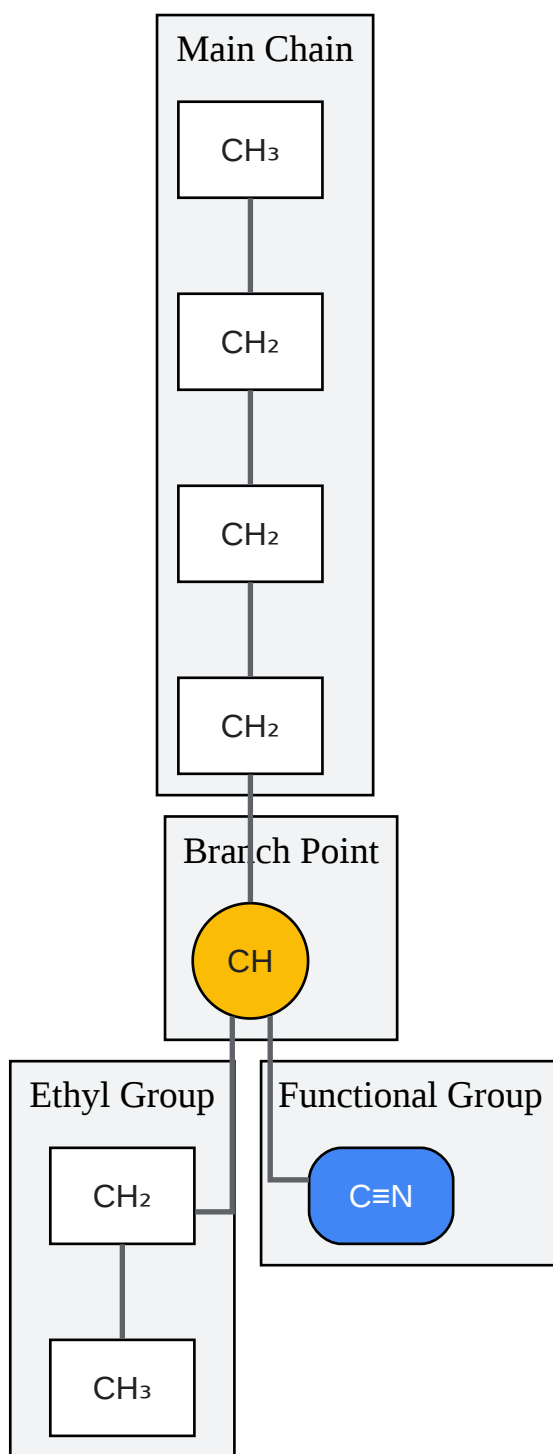 Main Chain
CH₃
CH₂
CH₂
CH₂
Branch Point
CH
Ethyl Group
Functional Group
CH₂
C≡N
CH₃